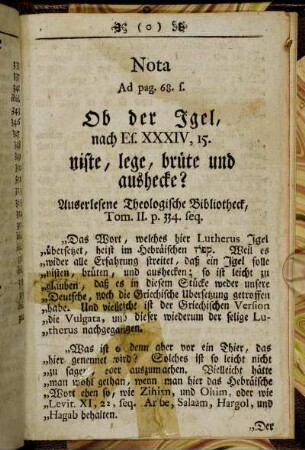 ( o )
Nota
Ad pag. 68. s.
Ob der Igel,
nach Es. XXXIV, 15.
niste, lege, brüte und
aushecke?
Auserlesene Theologische Bibliotheck,
Tom. II. p. 334. seq.
„Das Wort, welches hier Lutherus Igel
„übersetzet, heist im Hebräischen Weil es
„wider alle Erfahrung streitet, daß ein Igel solle
„nisten, brüten, und aushecken; so ist leicht zu
„glauben, daß es in diesem Stücke weder unsere
„Deutsche, noch die Griechische Übersetzung getroffen
„habe. Und vielleicht ist der Griechischen Version
„die Vulgata, und dieser wiederum der selige Lu-
„therus nachgegangen.
„Was ist es denn aber vor ein Thier, das
„hier genennet wird? Solches ist so leicht nicht
„zu sagen, oder auszumachen. Vielleicht hätte
„man wohl gethan, wenn man hier das Hebräische
„Wort eben so, wie Zihim, und Ohim, oder wie
„Levit. XI, 22, seq. Arbe, Salaam, Hargol, und
„Hagab behalten.
„Der